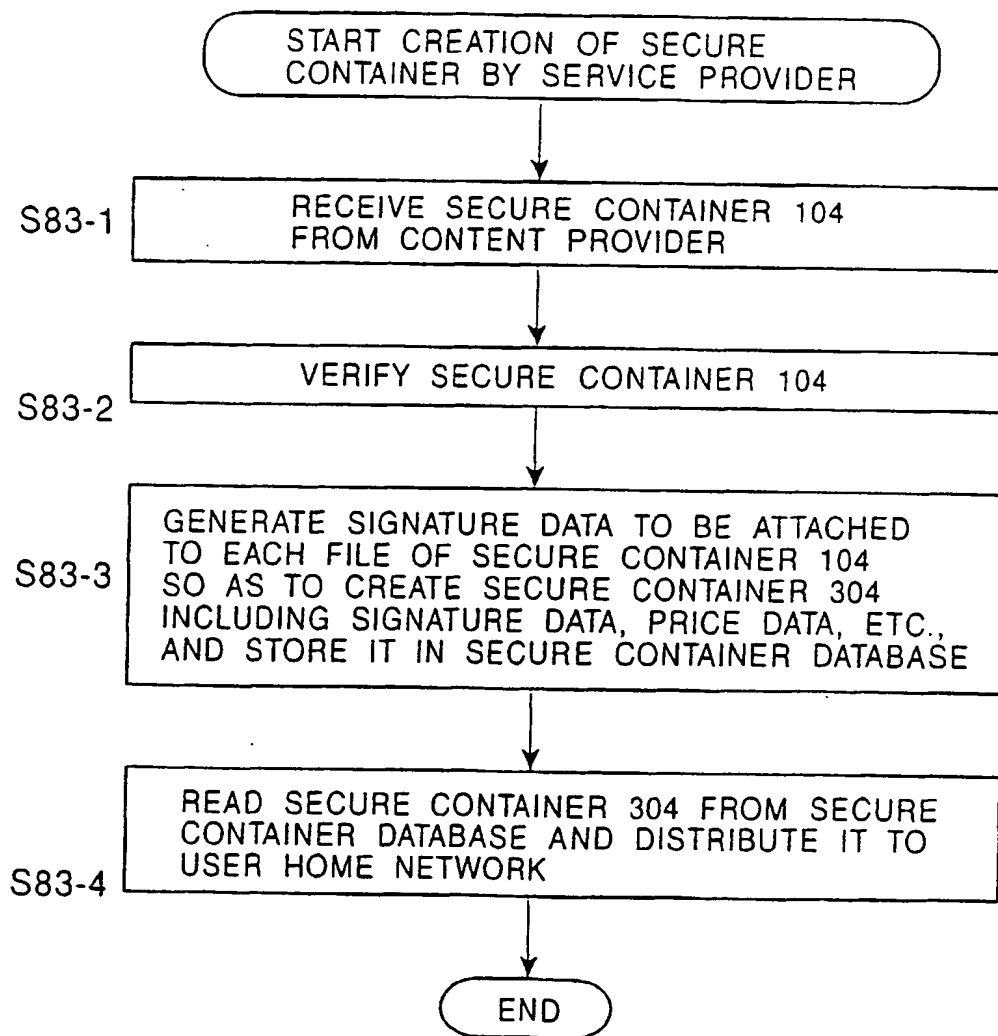 START CREATION OF SECURE
CONTAINER BY SERVICE PROVIDER
S83-1
RECEIVE SECURE CONTAINER 104
FROM CONTENT PROVIDER
S83-2
VERIFY SECURE CONTAINER 104
S83-3
GENERATE SIGNATURE DATA TO BE ATTACHED
TO EACH FILE OF SECURE CONTAINER 104
SO AS TO CREATE SECURE CONTAINER 304
INCLUDING SIGNATURE DATA, PRICE DATA, ETC.,
AND STORE IT IN SECURE CONTAINER DATABASE
S83-4
READ SECURE CONTAINER 304 FROM SECURE
CONTAINER DATABASE AND DISTRIBUTE IT TO
USER HOME NETWORK
END